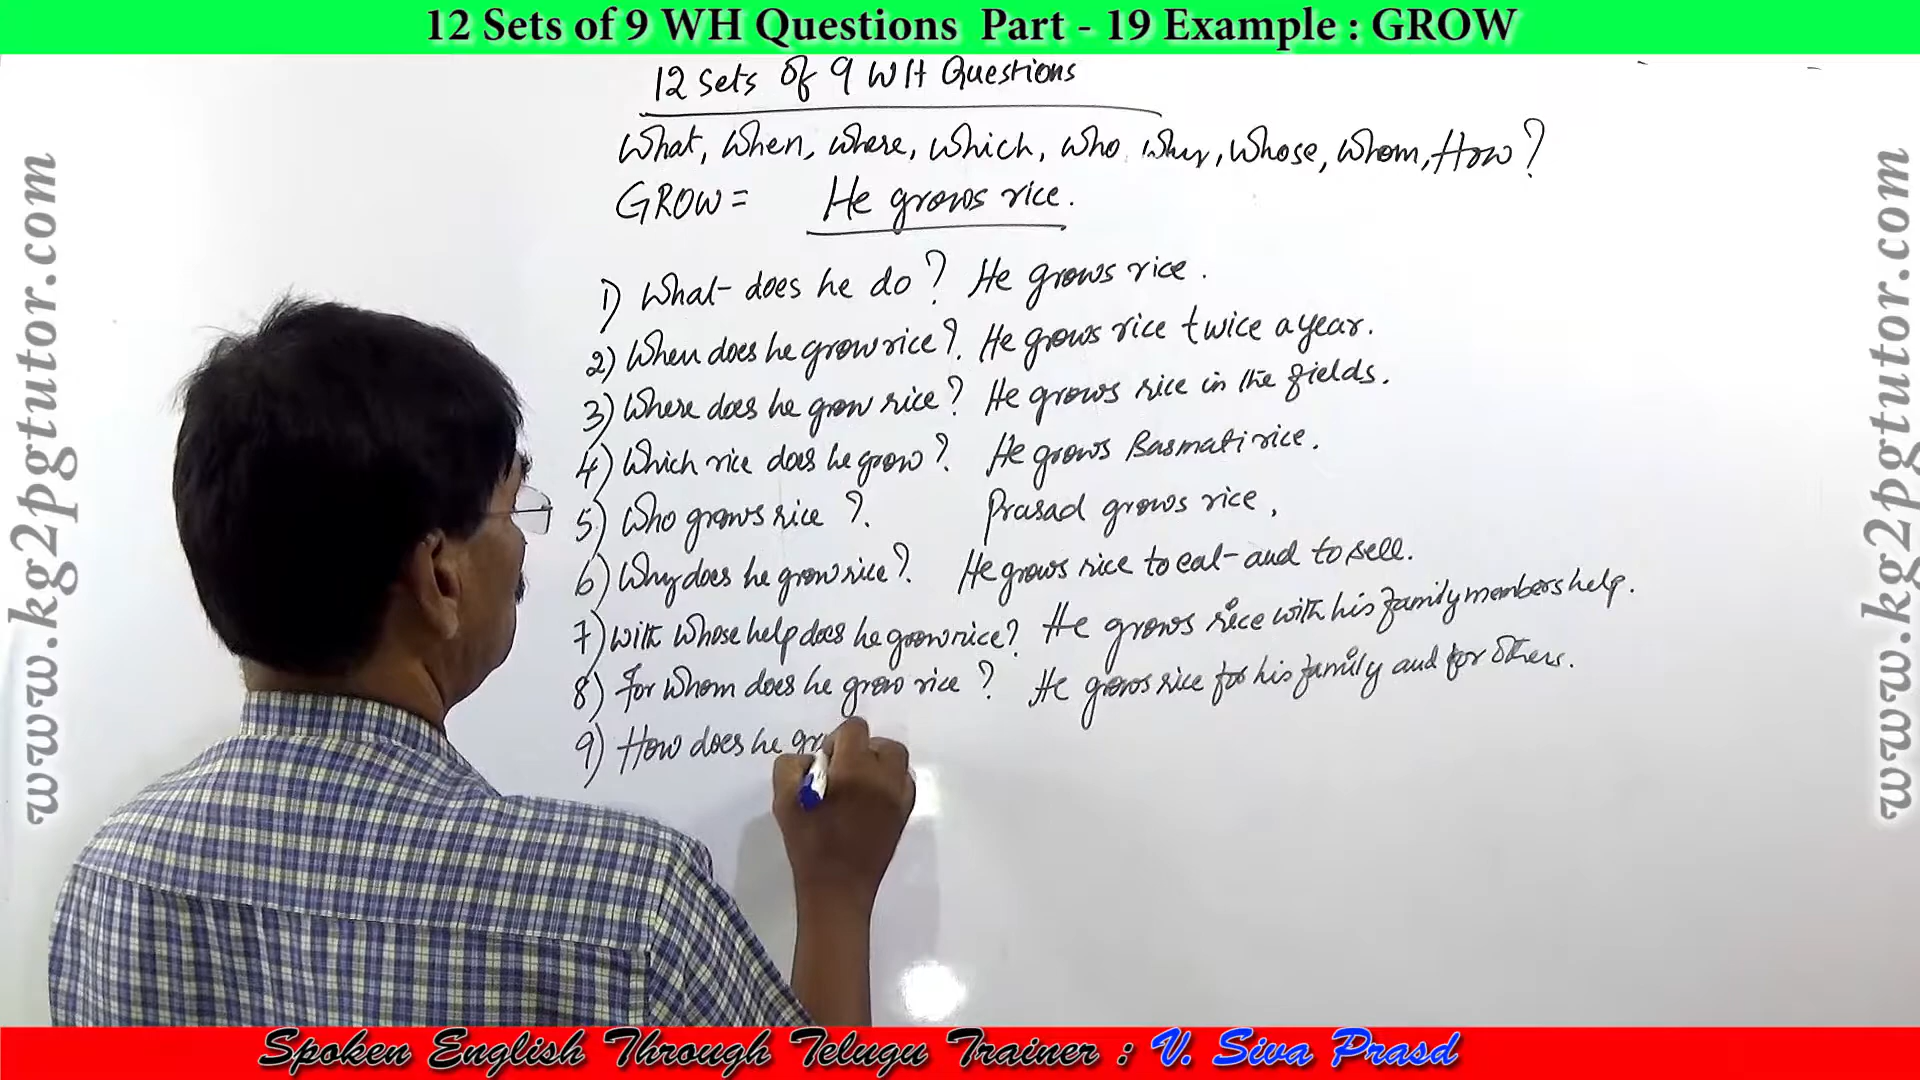 12 Sets of 9 WH Questions Part - 19 Example : GROW
12 sets of 9 WH Questions
What, When, Where, Which, Who, Why, Whose, Whom, How?
GROW = He grows rice.
1) What does he do? He grows rice.
2) When does he grow rice? He grows rice twice a year.
3) Where does he grow rice? He grows rice in the fields.
4) Which rice does he grow? He grows Basmati rice.
5) Who grows rice? Prasad grows rice.
6) Why does he grow rice? He grows rice to eat and to sell.
7) With whose help does he grow rice? He grows rice with his family members help.
8) For whom does he grow rice? He grows rice for his family and for others.
9) How does he gro
www.kg2pgtutor.com
www.kg2pgtutor.com
Spoken English Through Telugu Trainer : V. Siva Prasd